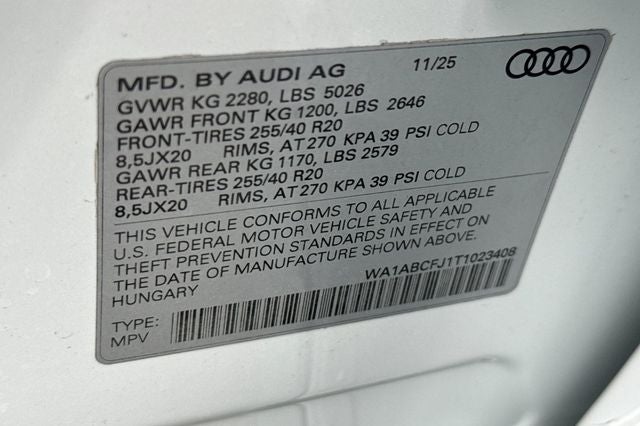 MFD. BY AUDI AG 11/25
GVWR KG 2280, LBS 5026
GAWR FRONT KG 1200, LBS 2646
FRONT-TIRES 255/40 R20
8,5JX20 RIMS, AT 270 KPA 39 PSI COLD
GAWR REAR KG 1170, LBS 2579
REAR-TIRES 255/40 R20
8,5JX20 RIMS, AT 270 KPA 39 PSI COLD
THIS VEHICLE CONFORMS TO ALL APPLICABLE
U.S. FEDERAL MOTOR VEHICLE SAFETY AND
THEFT PREVENTION STANDARDS IN EFFECT ON
THE DATE OF MANUFACTURE SHOWN ABOVE.
HUNGARY WA1ABCFJ1T1023408
TYPE:
MPV